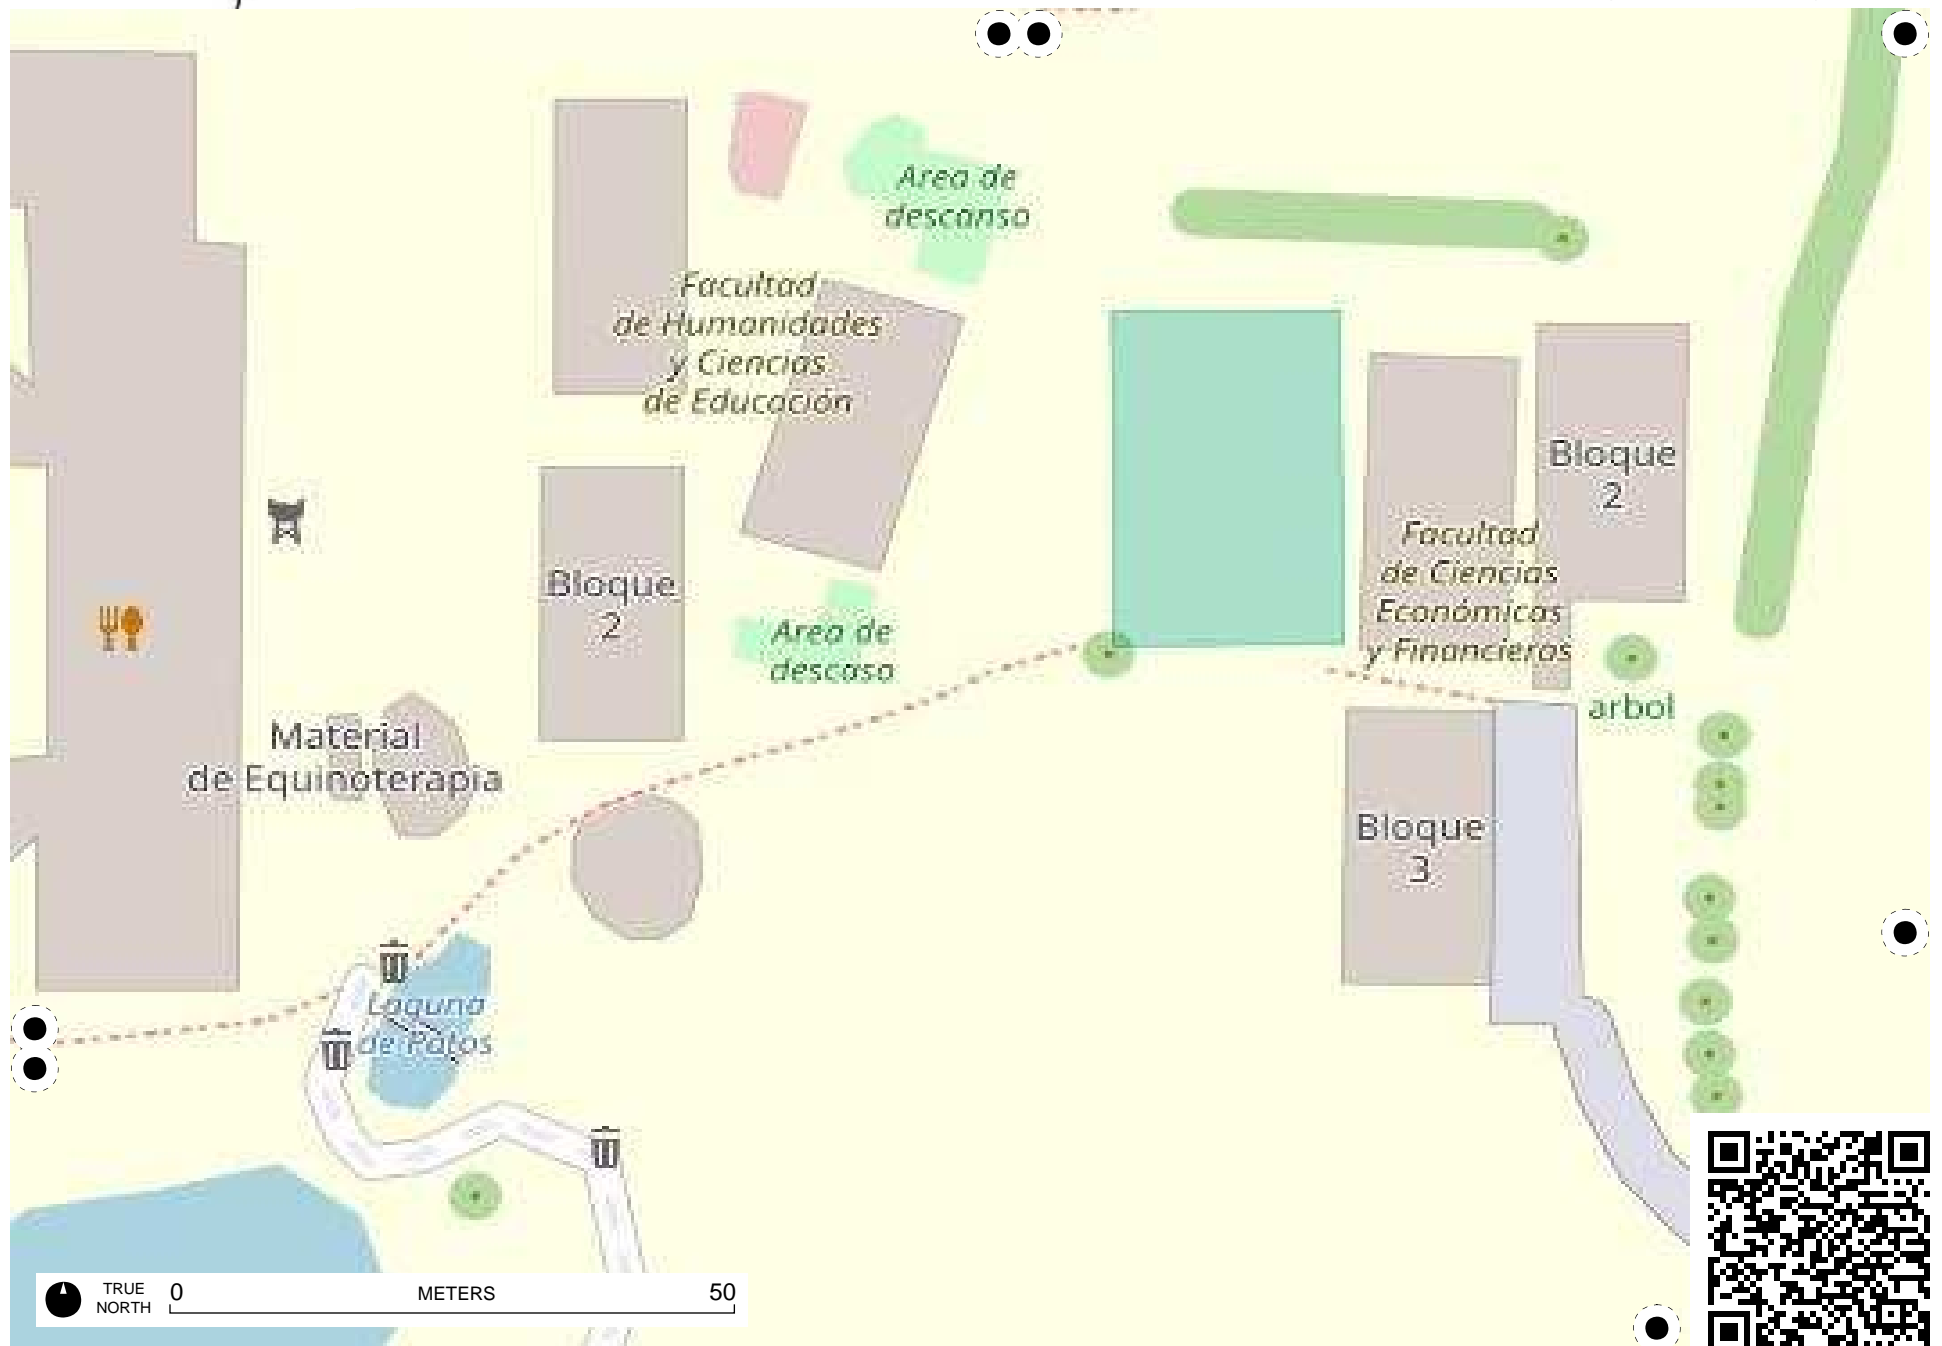 Area de
descanso
Facultad
de Humanidades
y Ciencias
de Educación
Bloque
2
Facultad
de Ciencias
Económicas
y Financieras
Bloque
2
Area de
descaso
arbol
Material
de Equinoterapia
Bloque
3
Laguna
de Patos
TRUE
NORTH
0 METERS 50